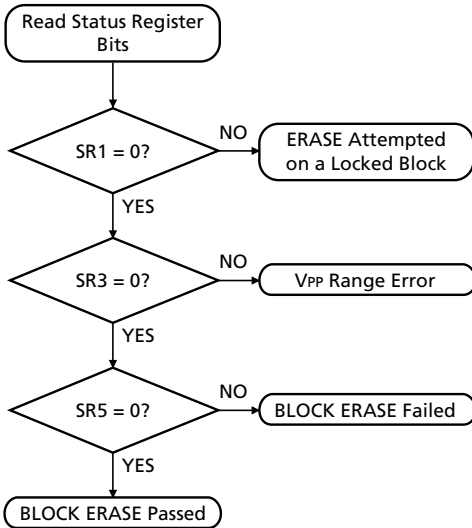 Read Status Register
Bits
SR1 = 0?
NO
ERASE Attempted
on a Locked Block
YES
SR3 = 0?
NO
VPP Range Error
YES
SR5 = 0?
NO
BLOCK ERASE Failed
YES
BLOCK ERASE Passed